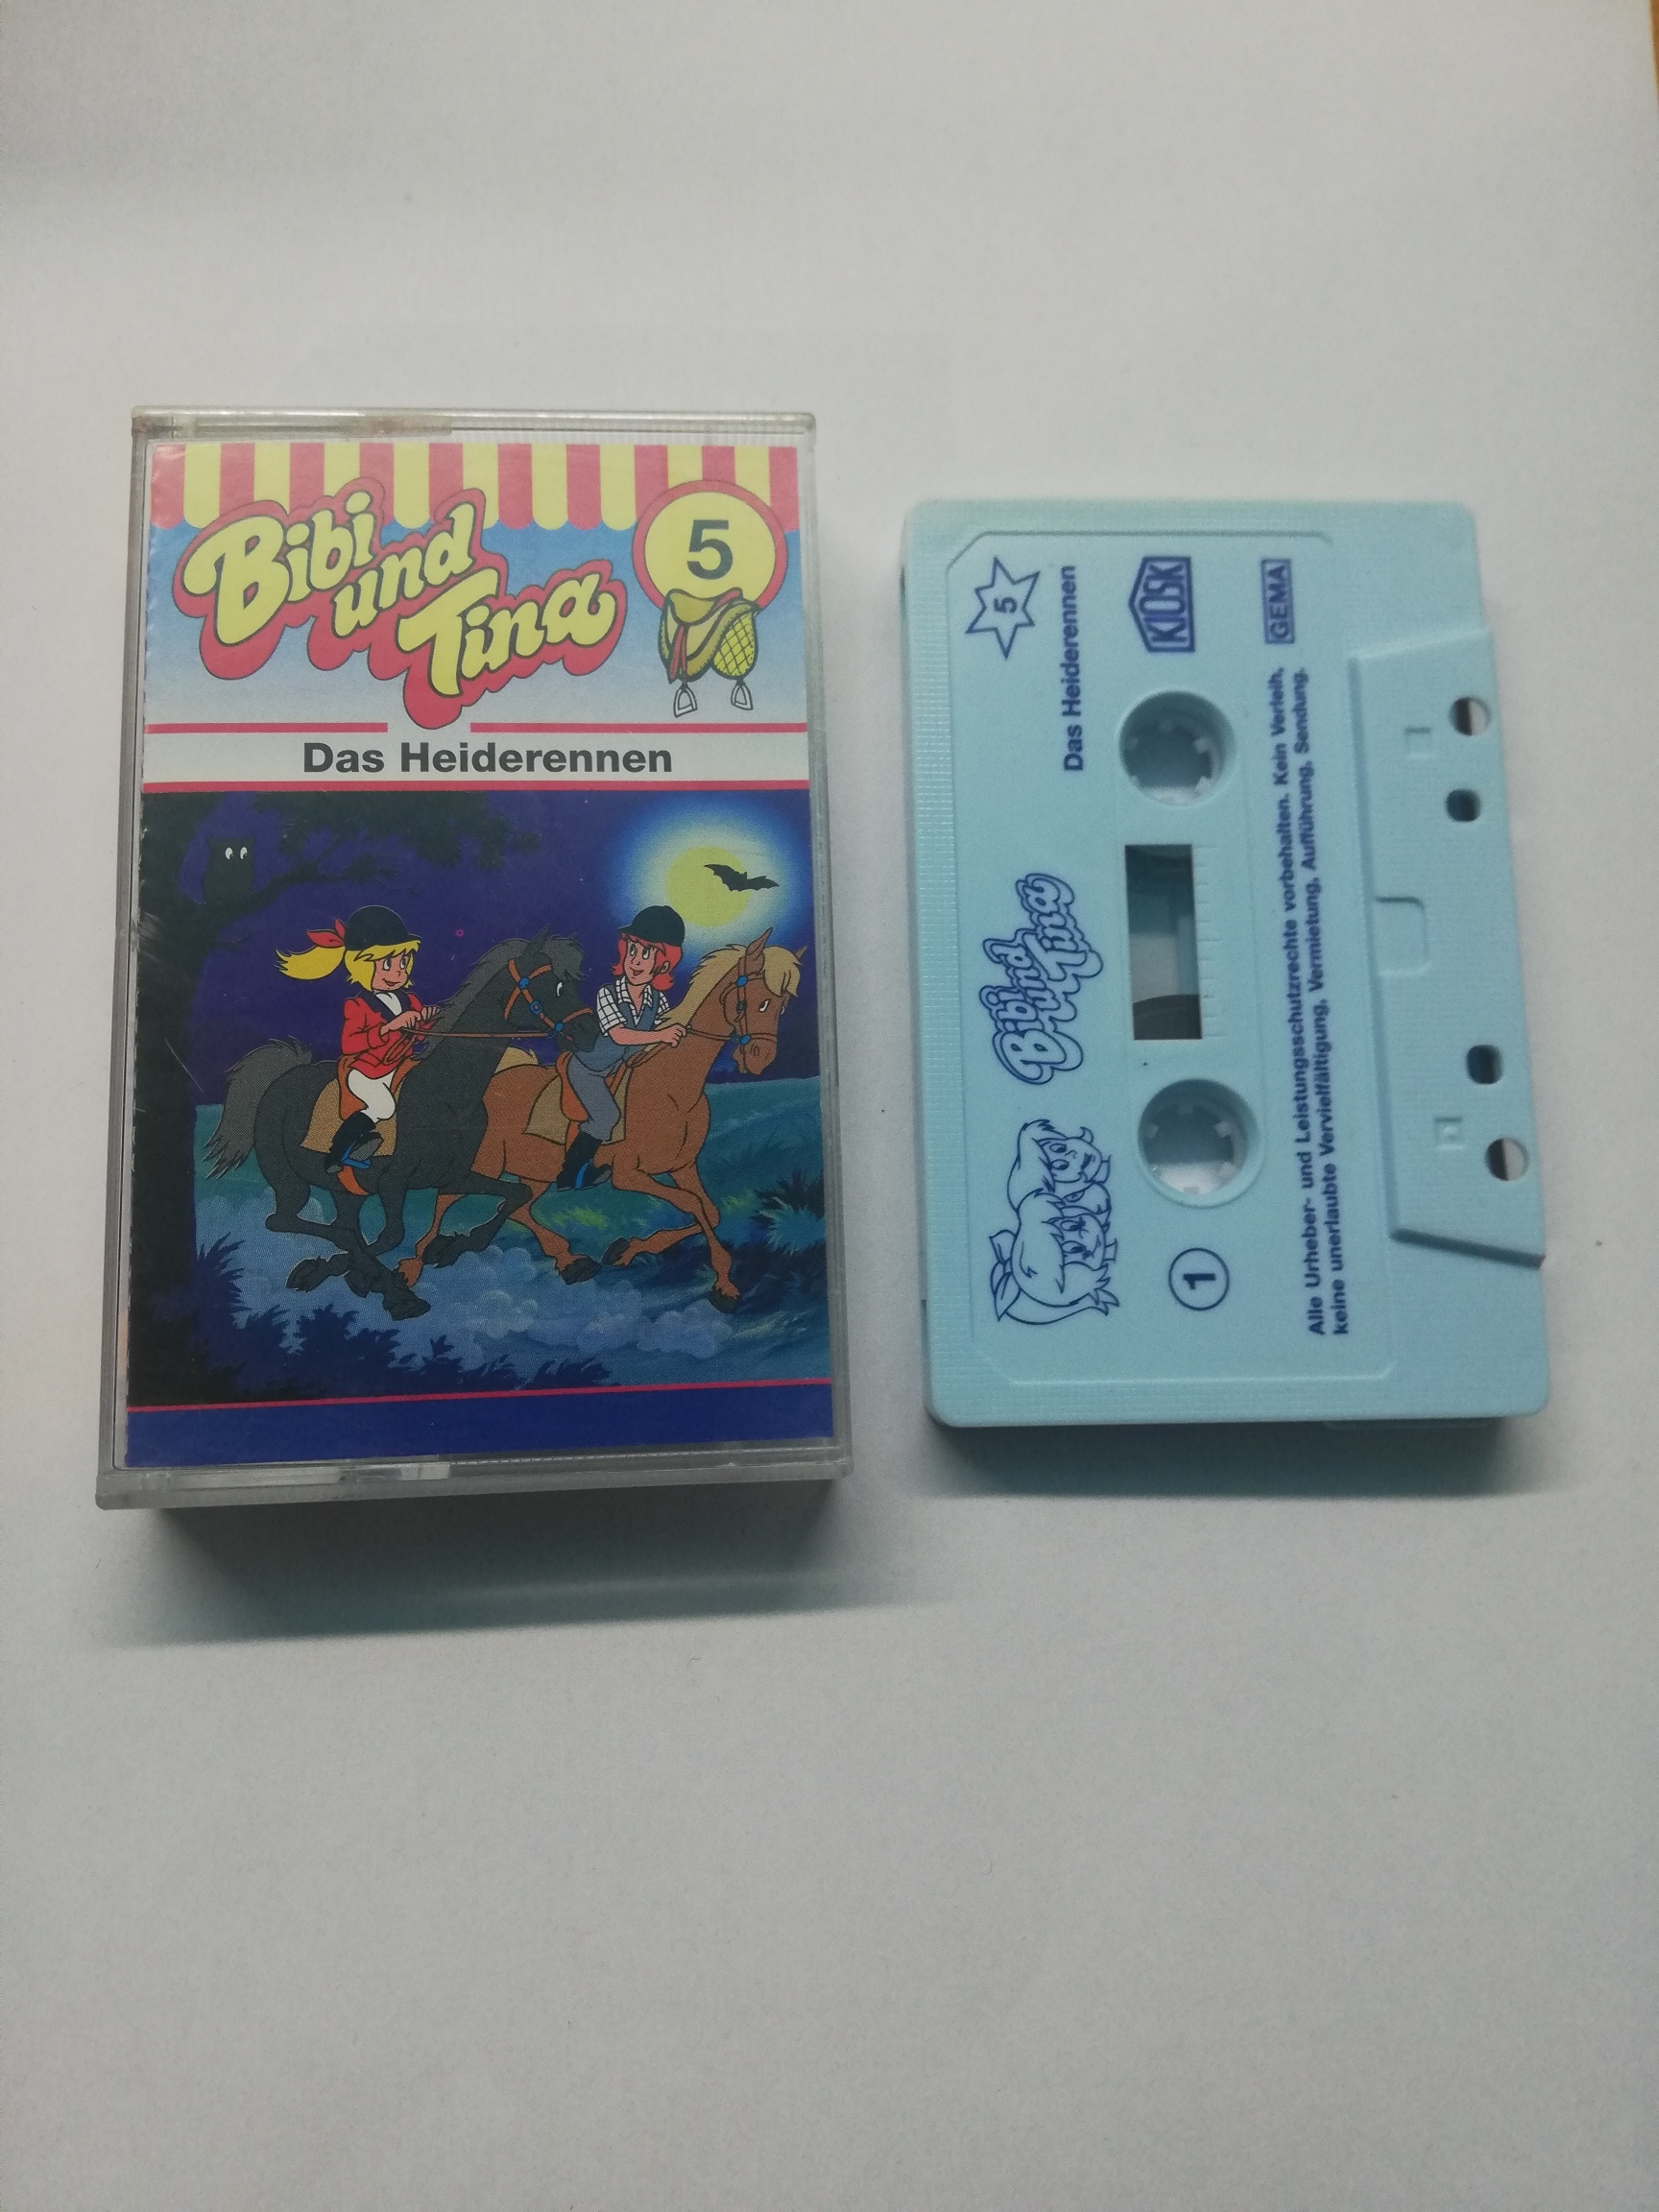 Bibi
und
Tina
5
Das Heiderennen
5
Das Heiderennen
Bibi und
Tina
KIOSK
1
GEMA
Alle Urheber- und Leistungsschutzrechte vorbehalten. Kein Verleih,
keine unerlaubte Vervielfältigung, Vermietung, Aufführung, Sendung.